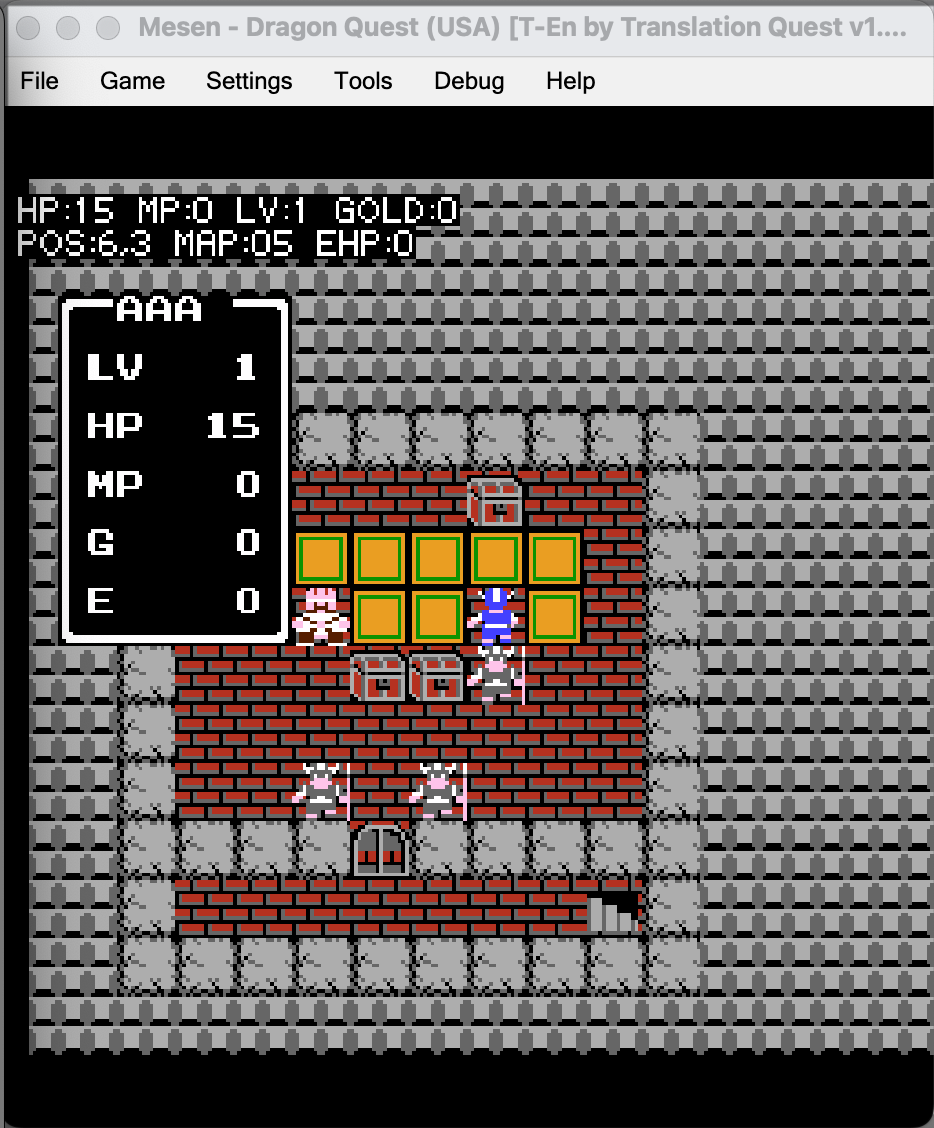 Mesen - Dragon Quest (USA) [T-En by Translation Quest v1....
File Game Settings Tools Debug Help
HP:15 MP:0 LV:1 GOLD:0
POS:6,3 MAP:05 EHP:0
AAA
LV 1
HP 15
MP 0
G 0
E 0